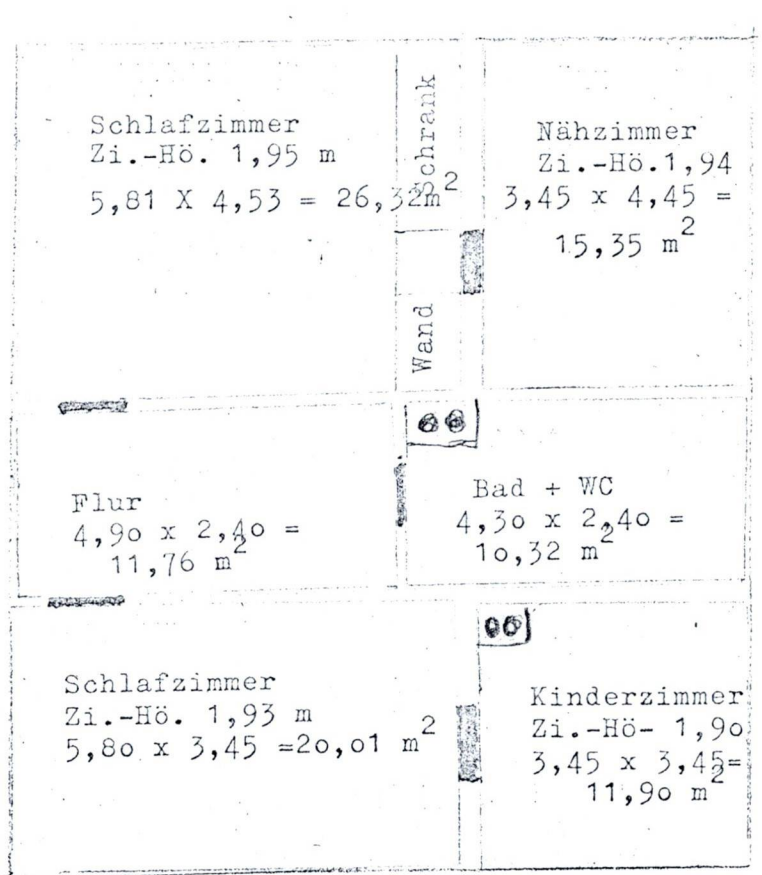 Schlafzimmer
Zi.-Hö. 1,95 m
5,81 X 4,53 = 26,32m²
Schrank
Wand
Nähzimmer
Zi.-Hö.1,94
3,45 x 4,45 =
15,35 m²
Flur
4,9o x 2,4o =
11,76 m²
Bad + WC
4,3o x 2,4o =
1o,32 m²
Schlafzimmer
Zi.-Hö. 1,93 m
5,8o x 3,45 =2o,o1 m²
Kinderzimmer
Zi.-Hö- 1,9o
3,45 x 3,45=
11,9o m²